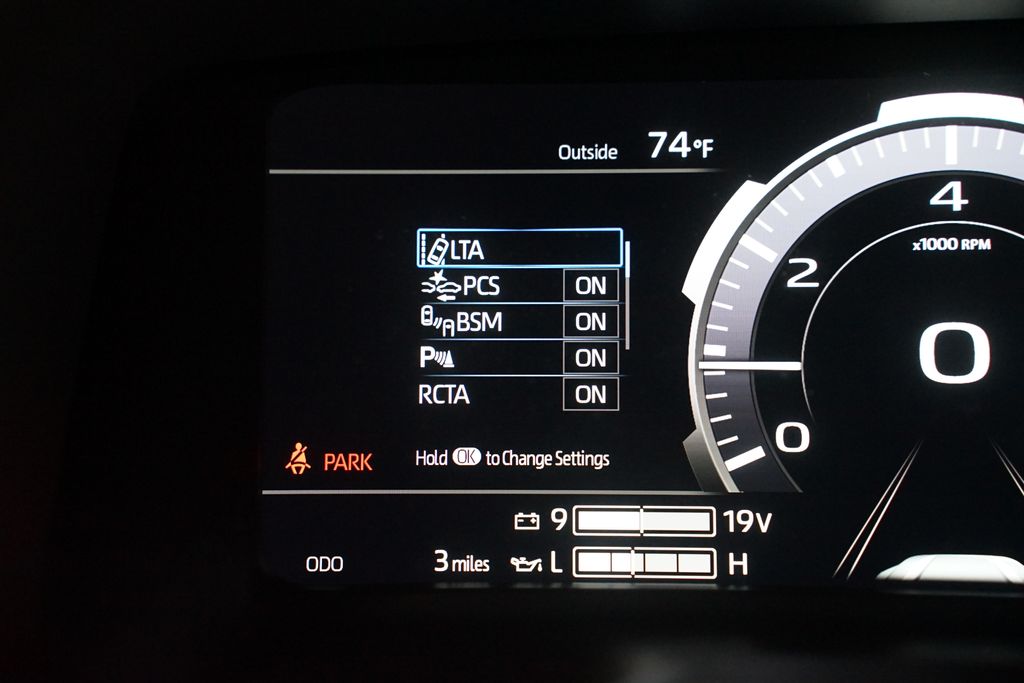 Outside 74°F
4
x1000 RPM
2
0
0
LTA
PCS ON
BSM ON
P ON
RCTA ON
Hold OK to Change Settings
PARK
9 19V
ODO 3 miles L H